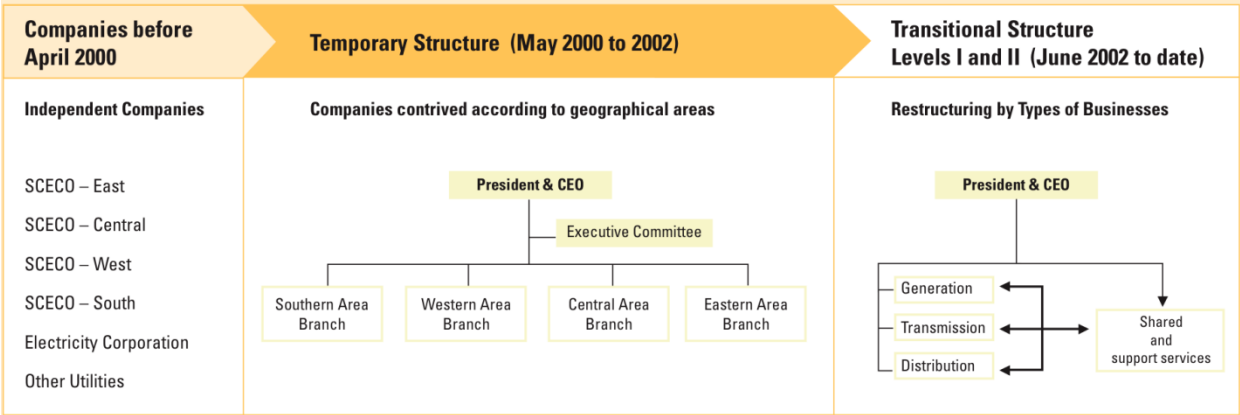 Companies before
April 2000
Temporary Structure (May 2000 to 2002)
Transitional Structure
Levels I and II (June 2002 to date)
Independent Companies
SCECO – East
SCECO – Central
SCECO – West
SCECO – South
Electricity Corporation
Other Utilities
Companies contrived according to geographical areas
President & CEO
Executive Committee
Southern Area
Branch
Western Area
Branch
Central Area
Branch
Eastern Area
Branch
Restructuring by Types of Businesses
President & CEO
Generation
Transmission
Distribution
Shared
and
support services